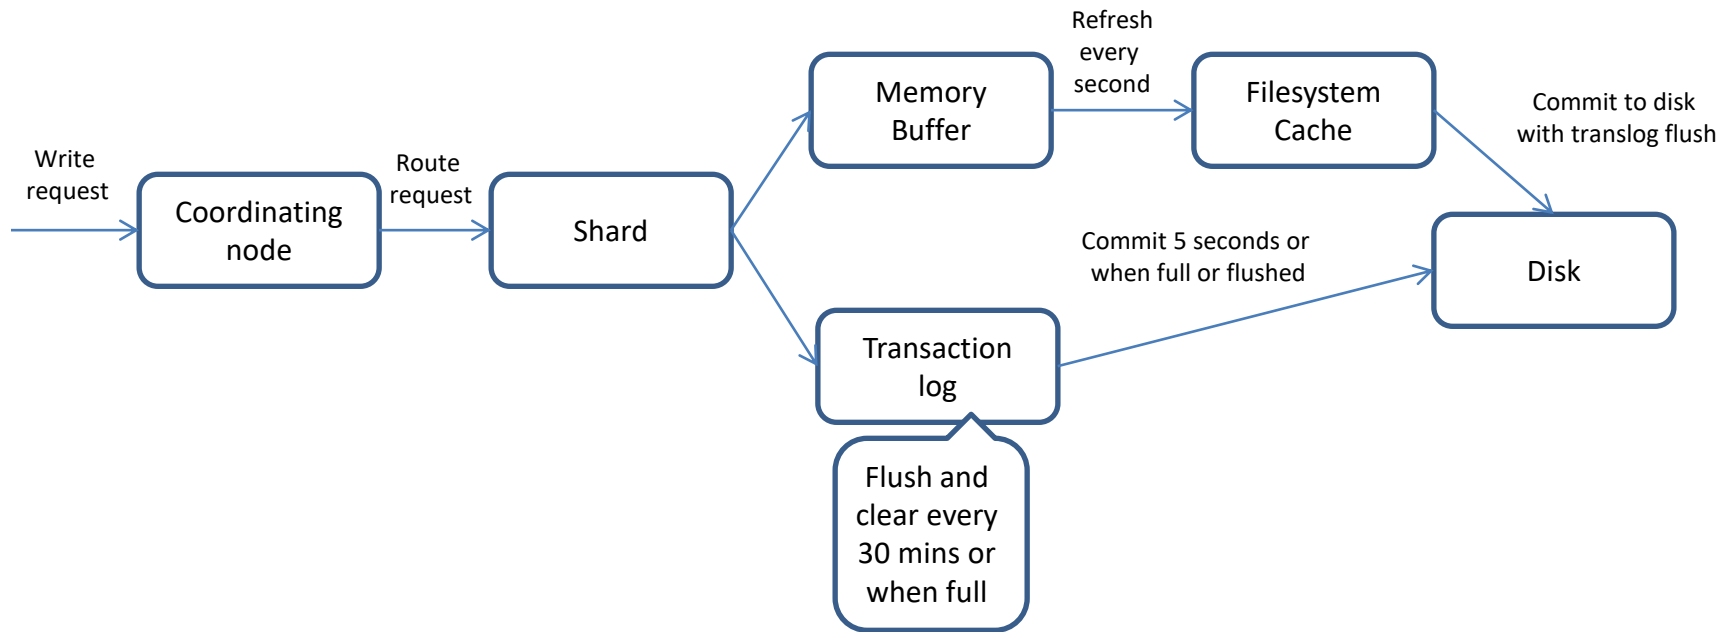 Write
request
Coordinating
node
Route
request
Shard
Memory
Buffer
Refresh
every
second
Filesystem
Cache
Commit to disk
with translog flush
Transaction
log
Flush and
clear every
30 mins or
when full
Commit 5 seconds or
when full or flushed
Disk